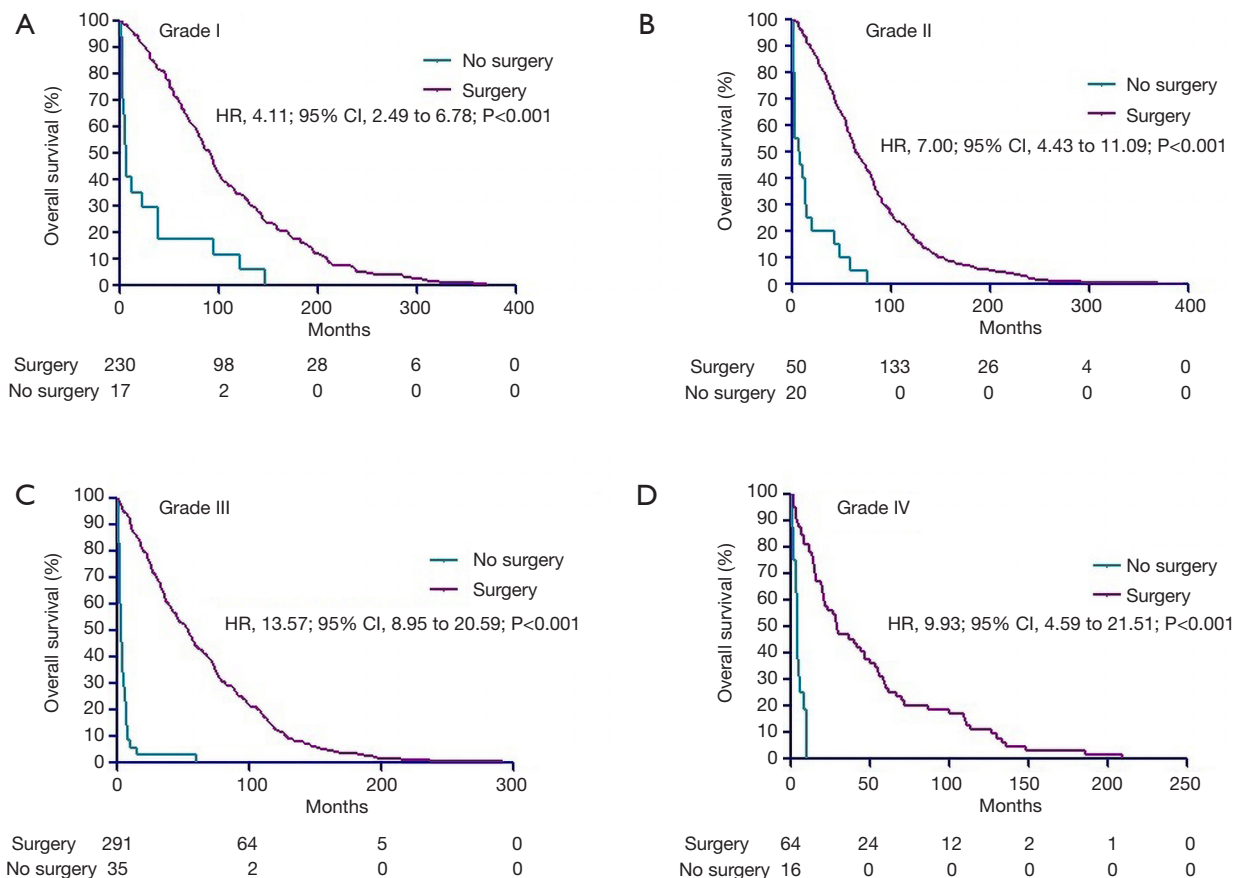 A
Grade I
100
90
80
70
60
50
40
30
20
10
0
Overall survival (%)
No surgery
Surgery
HR, 4.11; 95% CI, 2.49 to 6.78; P<0.001
0 100 200 300 400
Months
Surgery 230 98 28 6 0
No surgery 17 2 0 0 0
B
Grade II
100
90
80
70
60
50
40
30
20
10
0
Overall survival (%)
No surgery
Surgery
HR, 7.00; 95% CI, 4.43 to 11.09; P<0.001
0 100 200 300 400
Months
Surgery 50 133 26 4 0
No surgery 20 0 0 0 0
C
Grade III
100
90
80
70
60
50
40
30
20
10
0
Overall survival (%)
No surgery
Surgery
HR, 13.57; 95% CI, 8.95 to 20.59; P<0.001
0 100 200 300
Months
Surgery 291 64 5 0
No surgery 35 2 0 0
D
Grade IV
100
90
80
70
60
50
40
30
20
10
0
Overall survival (%)
No surgery
Surgery
HR, 9.93; 95% CI, 4.59 to 21.51; P<0.001
0 50 100 150 200 250
Months
Surgery 64 24 12 2 1 0
No surgery 16 0 0 0 0 0